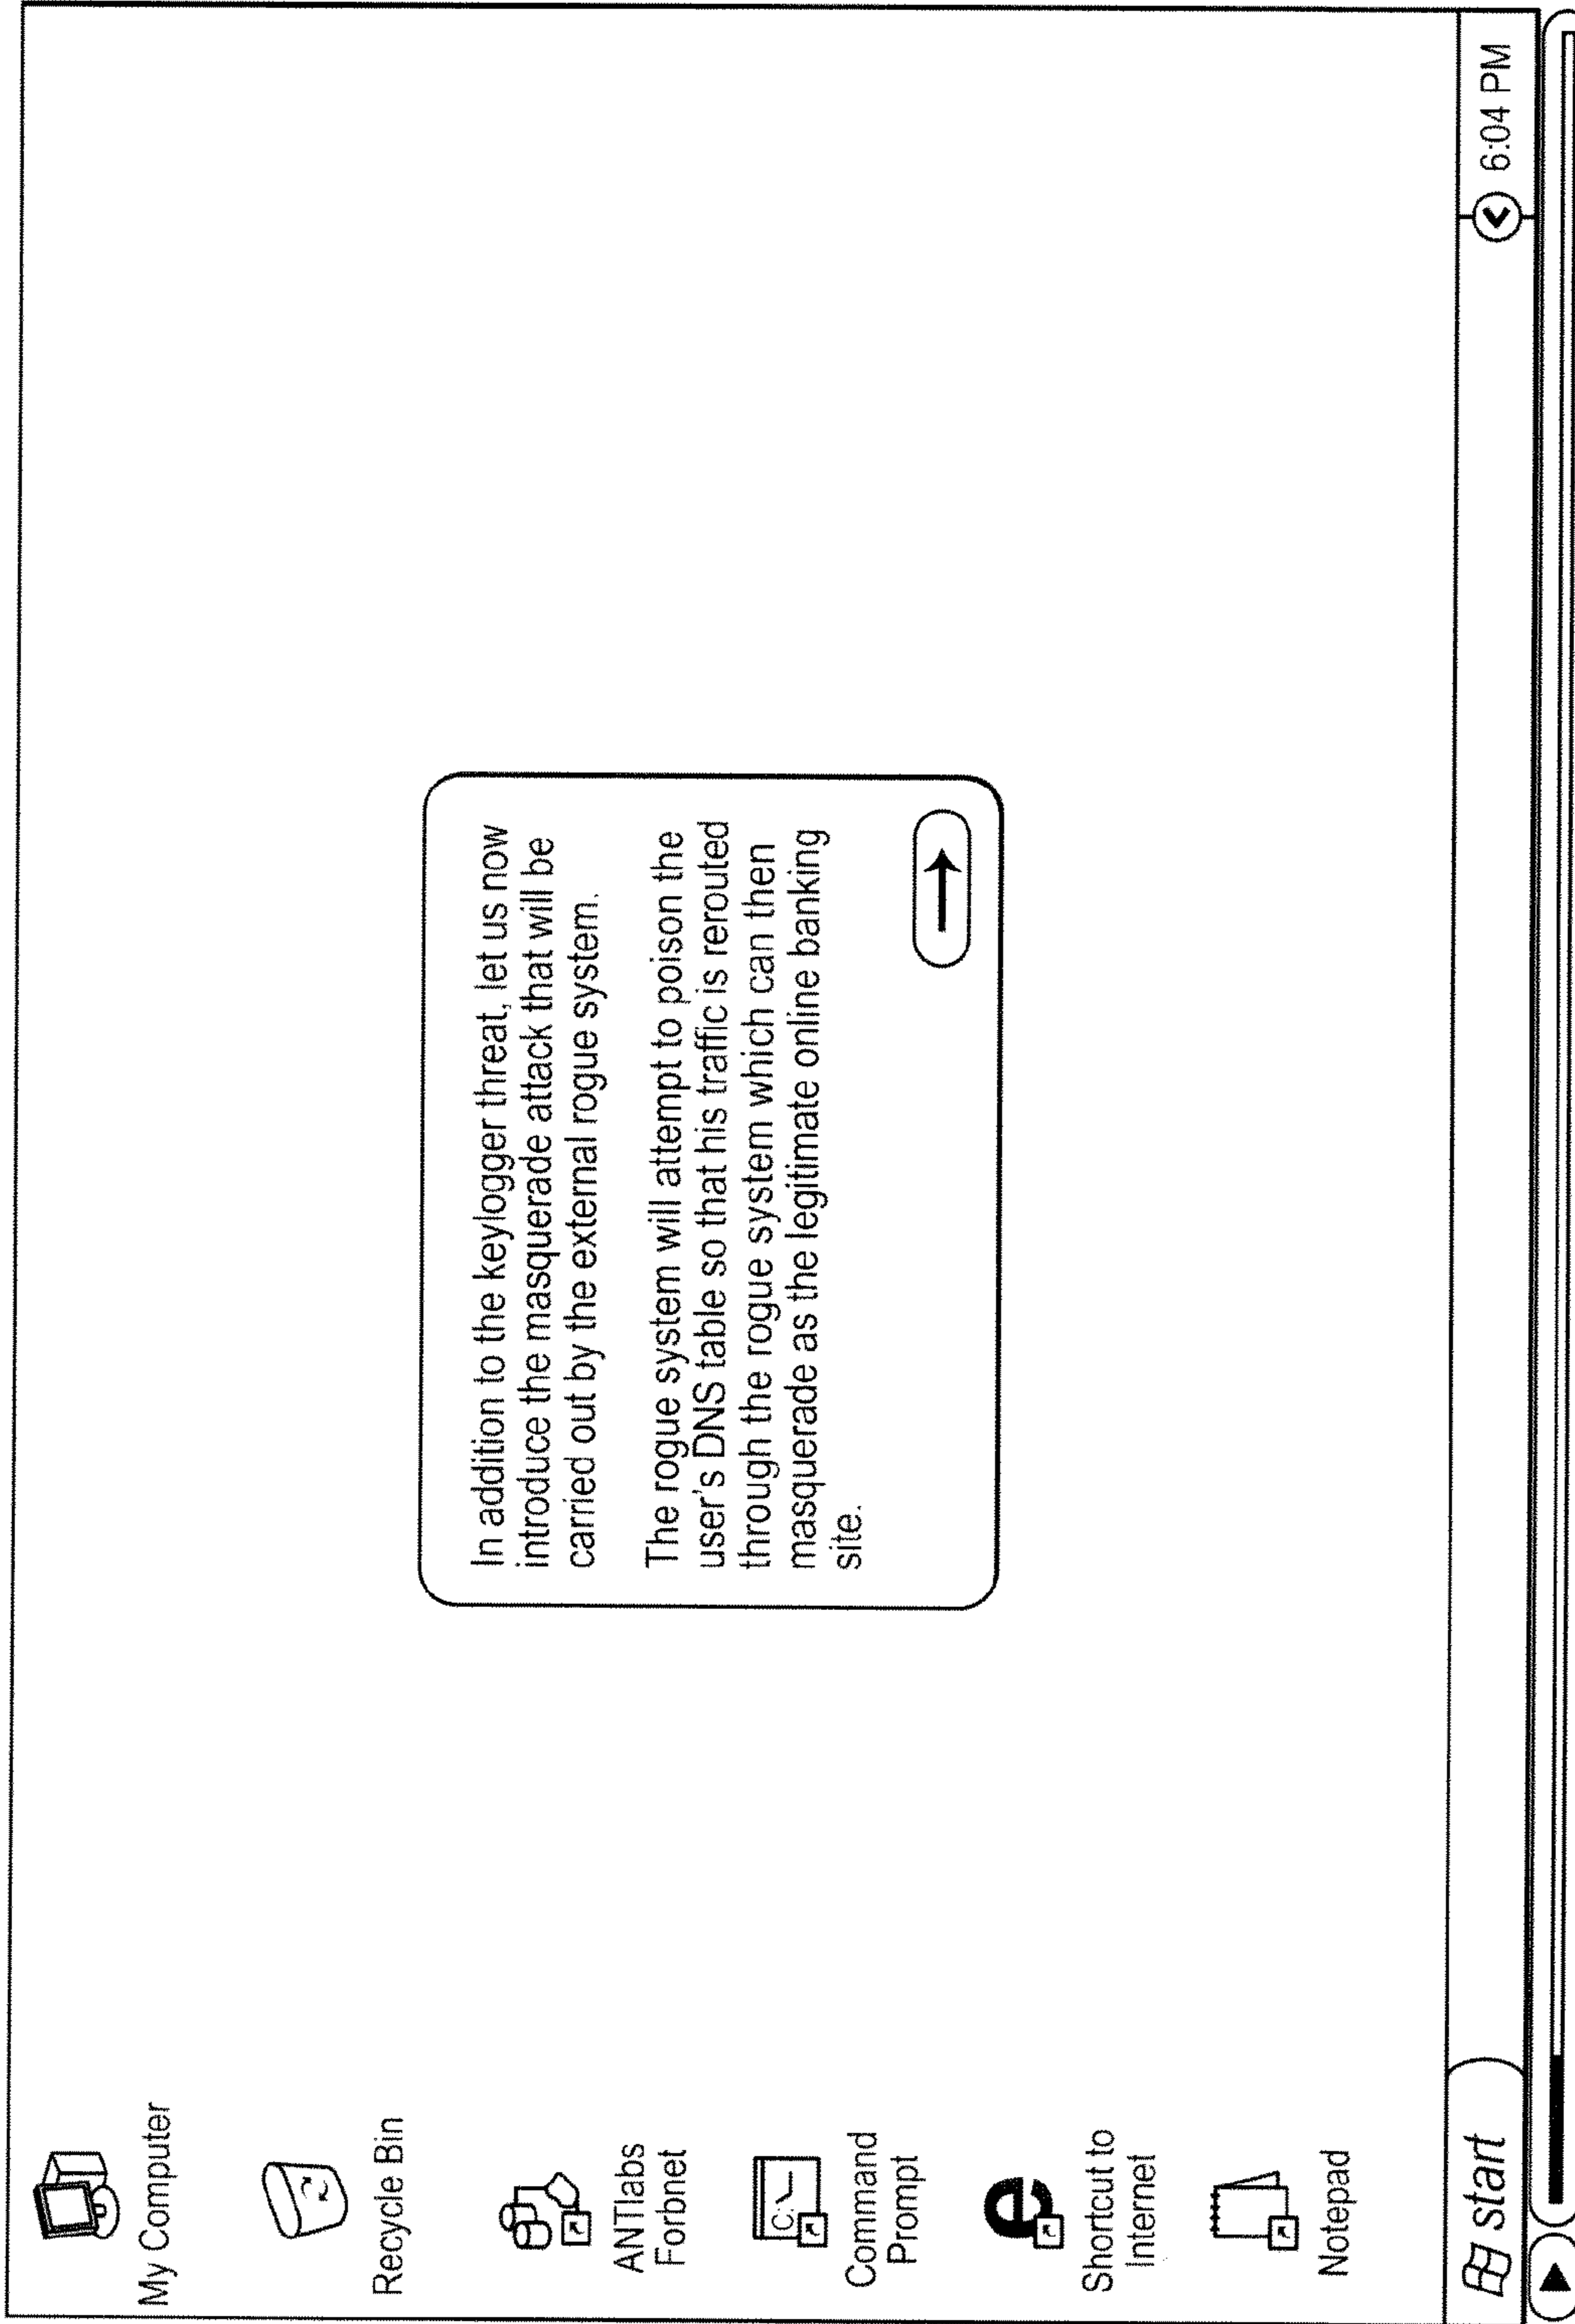 My Computer
Recycle Bin
ANTlabs
Forbnet
C:\
Command
Prompt
e
Shortcut to
Internet
Notepad
In addition to the keylogger threat, let us now
introduce the masquerade attack that will be
carried out by the external rogue system.
The rogue system will attempt to poison the
user's DNS table so that his traffic is rerouted
through the rogue system which can then
masquerade as the legitimate online banking
site.
start
6:04 PM